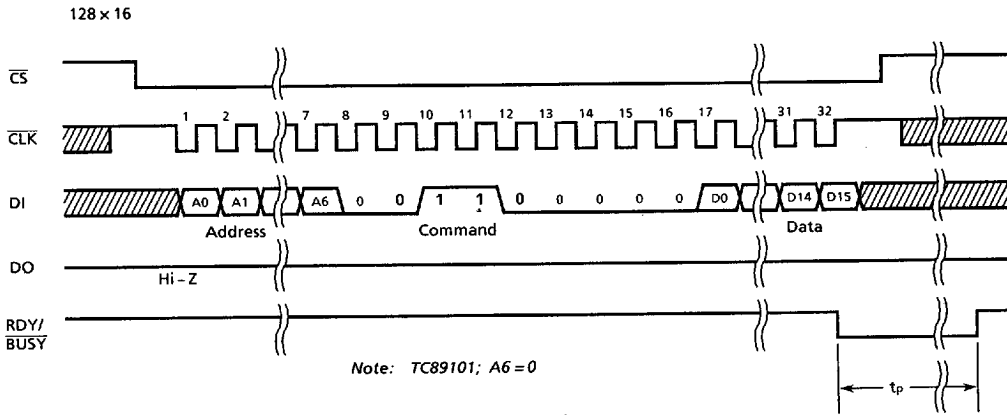 128 × 16
CS
CLK 1 2 7 8 9 10 11 12 13 14 15 16 17 31 32
DI A0 A1 A6 0 0 1 1 0 0 0 0 0 D0 D14 D15
Address Command Data
DO
Hi – Z
RDY/
BUSY
Note: TC89101; A6 = 0
tP